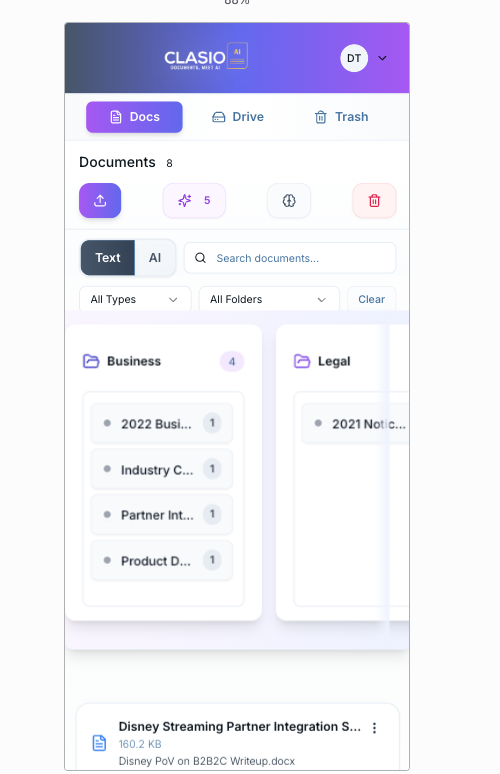 88%
CLASIO AI
DOCUMENTS, MEET AI
DT
Docs Drive Trash
Documents 8
5
Text AI Search documents...
All Types All Folders Clear
Business 4 Legal
2022 Busi... 1 2021 Notic...
Industry C... 1
Partner Int... 1
Product D... 1
Disney Streaming Partner Integration S...
160.2 KB
Disney PoV on B2B2C Writeup.docx